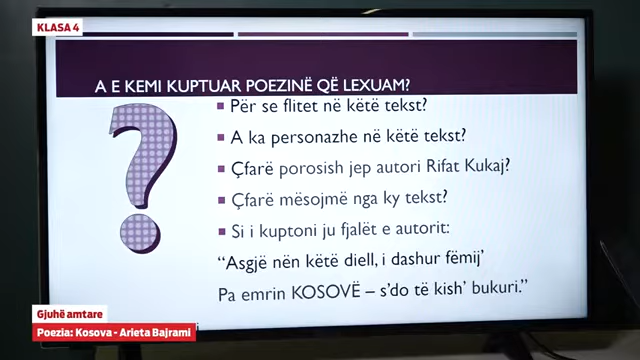 KLASA 4
A E KEMI KUPTUAR POEZINË QË LEXUAM?
Për se flitet në këtë tekst?
A ka personazhe në këtë tekst?
Çfarë porosish jep autori Rifat Kukaj?
Çfarë mësojmë nga ky tekst?
Si i kuptoni ju fjalët e autorit:
“Asgjë nën këtë diell, i dashur fëmij’
Pa emrin KOSOVË – s’do të kish’ bukuri.”
Gjuhë amtare
Poezia: Kosova - Arieta Bajrami